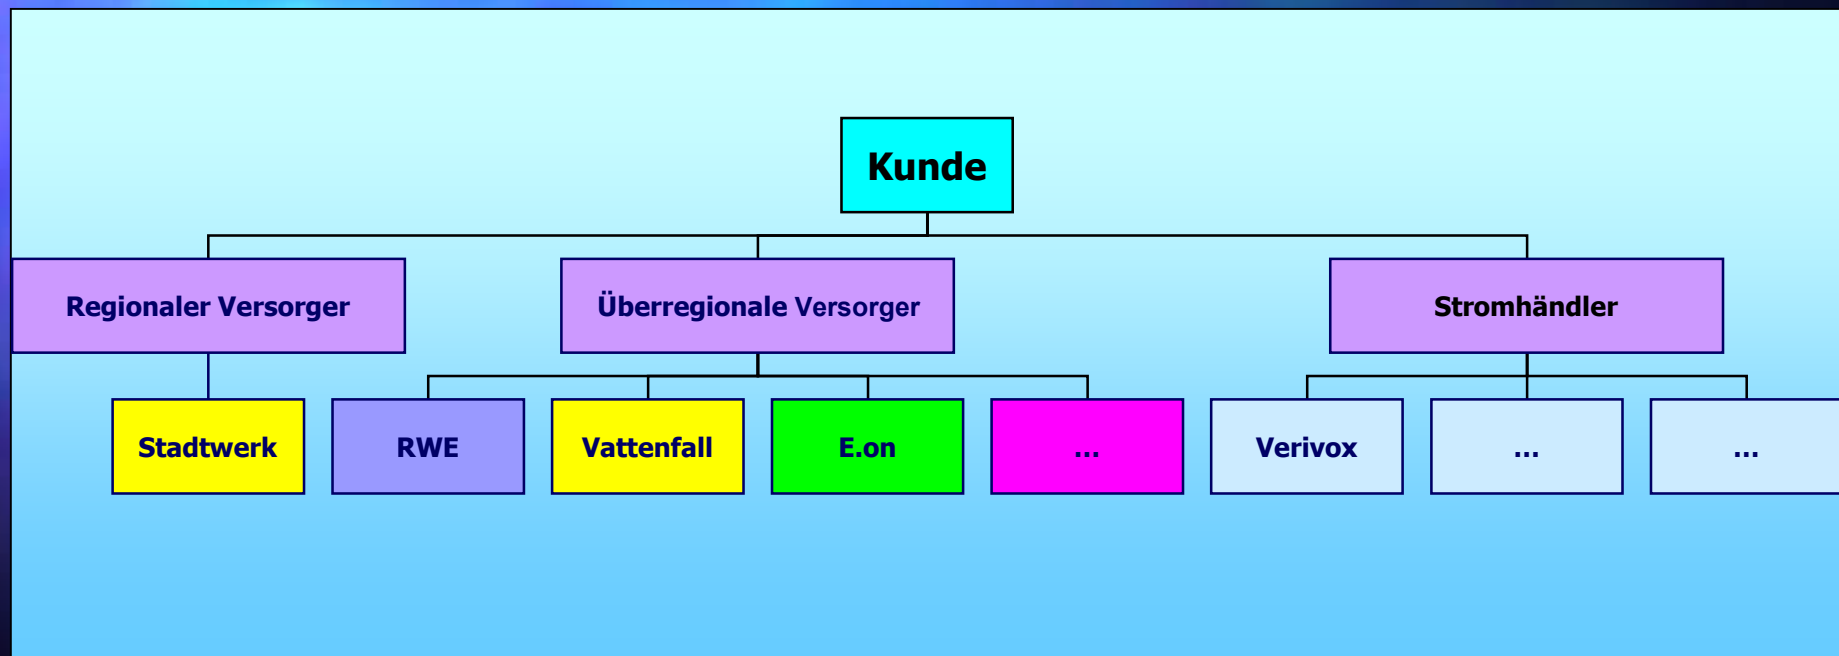 Kunde
Regionaler Versorger
Überregionale Versorger
Stromhändler
Stadtwerk
RWE
Vattenfall
E.on
...
Verivox
...
...